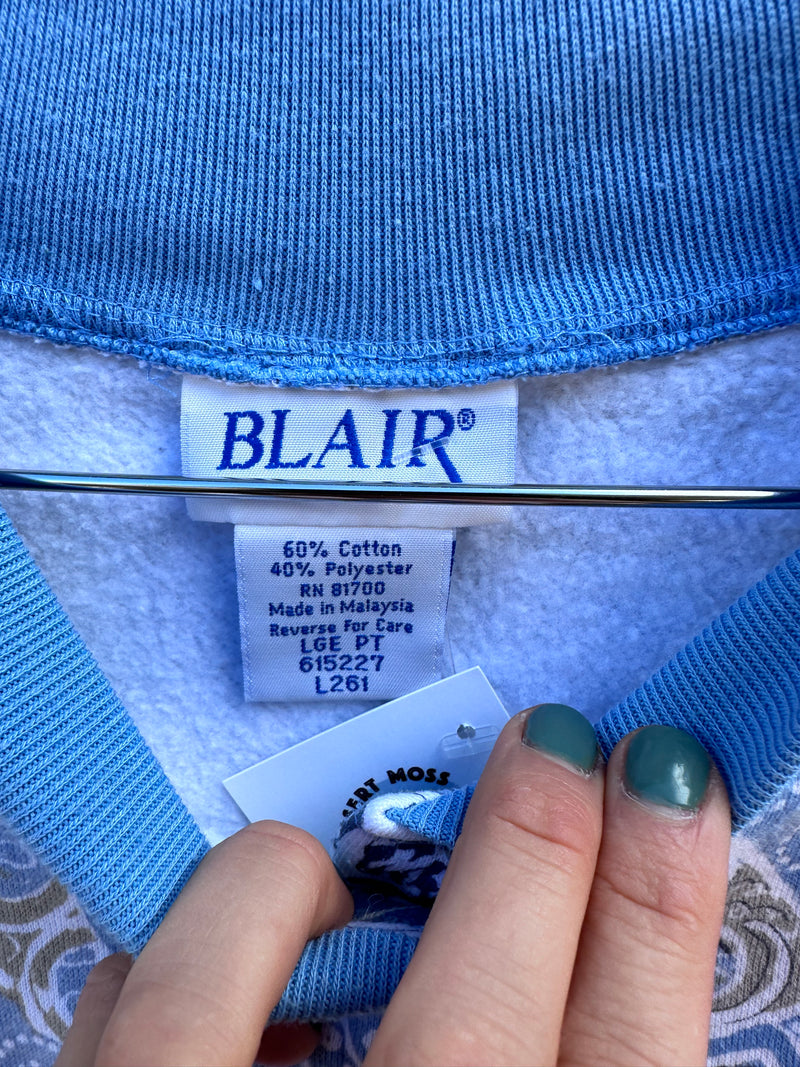 BLAIR®
60% Cotton
40% Polyester
RN 81700
Made in Malaysia
Reverse For Care
LGE PT
615227
L261
MOSS